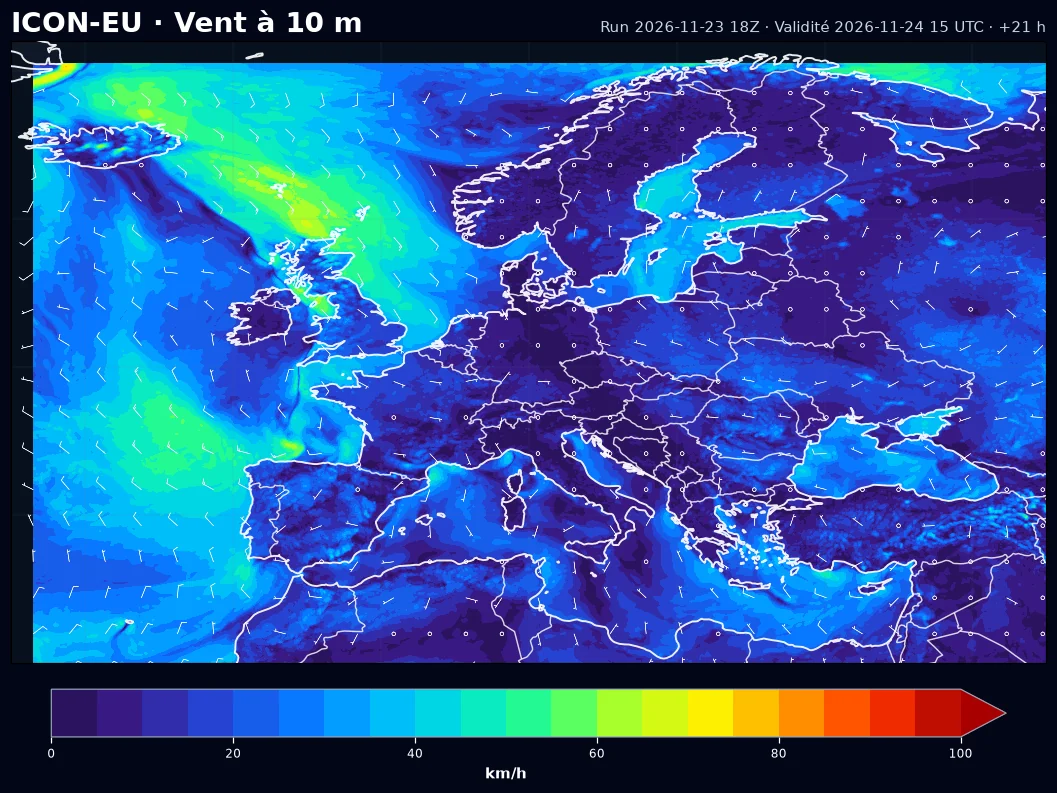 ICON-EU · Vent à 10 m
Run 2026-11-23 18Z · Validité 2026-11-24 15 UTC · +21 h
0 20 40 60 80 100
km/h